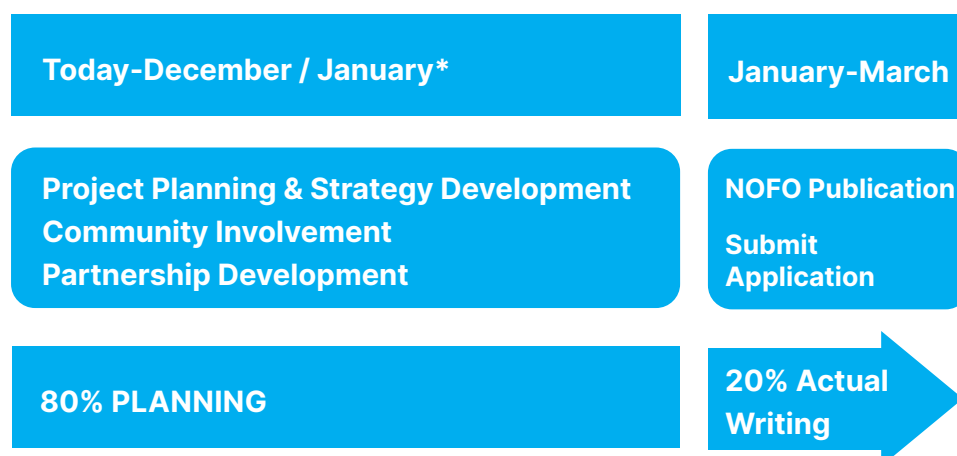 Today-December / January*
January-March
Project Planning & Strategy Development
Community Involvement
Partnership Development
NOFO Publication
Submit
Application
80% PLANNING
20% Actual
Writing